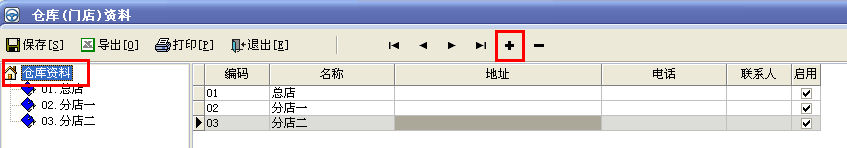 仓库(门店)资料
保存[S] 导出[O] 打印[P] 退出[E]
仓库资料
01.总店
02.分店一
03.分店二
编码 名称 地址 电话 联系人 启用
01 总店
02 分店一
03 分店二